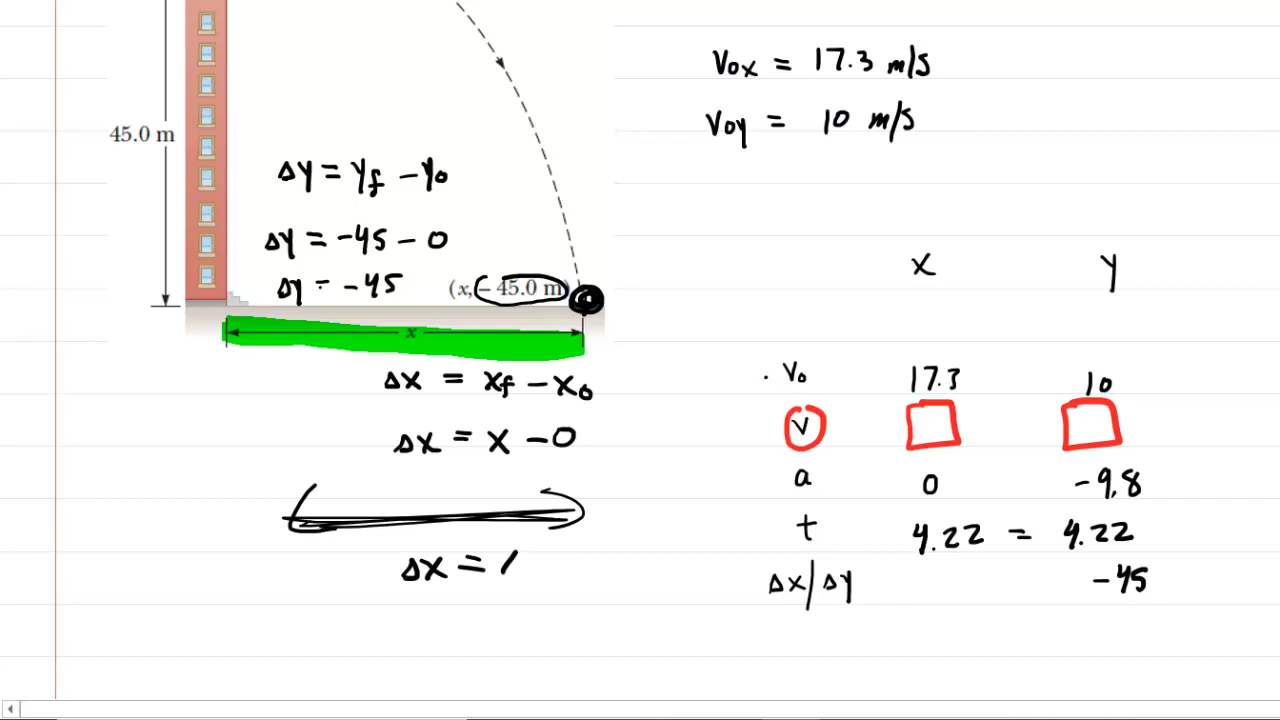 45.0 m
Δy = yf - y0
Δy = -45 - 0
Δy = -45
(x, - 45.0 m)
x
Δx = xf - x0
Δx = x - 0
Δx =
V0x = 17.3 m/s
V0y = 10 m/s
x y
. V0 17.3 10
V
a 0 -9.8
t 4.22 = 4.22
Δx/Δy -45